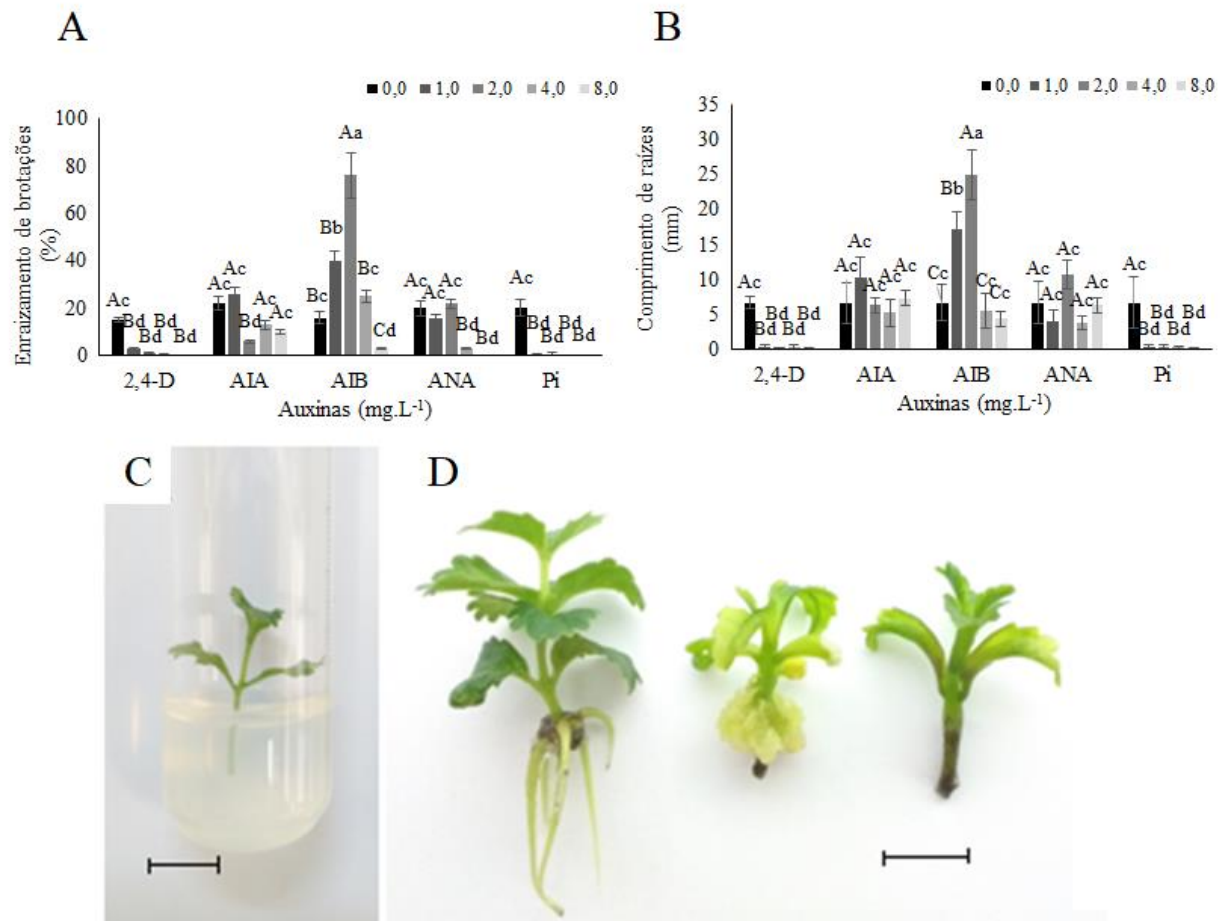 A
■ 0,0 ■ 1,0 ■ 2,0 ■ 4,0 ■ 8,0
Enraizamento de brotações
(%)
100
80
60
40
20
0
Ac
Bd
Bd
Bd
Bd
Ac
Ac
Bd
Ac
Ac
Bc
Bb
Aa
Bc
Cd
Ac
Ac
Ac
Bd
Bd
Ac
Bd
Bd
Bd
Bd
2,4-D AIA AIB ANA Pi
Auxinas (mg.L⁻¹)
B
■ 0,0 ■ 1,0 ■ 2,0 ■ 4,0 ■ 8,0
Comprimento de raízes
(mm)
35
30
25
20
15
10
5
0
Ac
Bd
Bd
Bd
Bd
Ac
Ac
Ac
Ac
Ac
Cc
Bb
Aa
Cc
Cc
Ac
Ac
Ac
Ac
Ac
Ac
Bd
Bd
Bd
Bd
2,4-D AIA AIB ANA Pi
Auxinas (mg.L⁻¹)
C
D